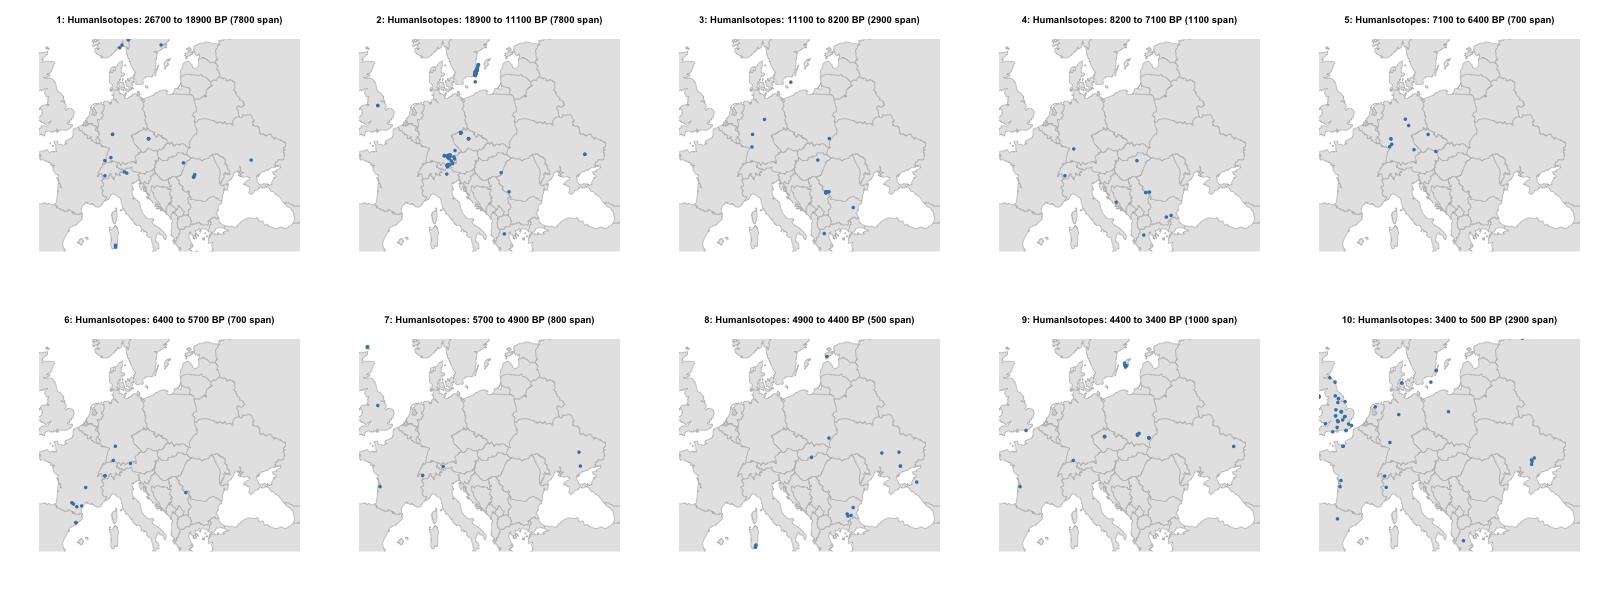 1: HumanIsotopes: 26700 to 18900 BP (7800 span)
2: HumanIsotopes: 18900 to 11100 BP (7800 span)
3: HumanIsotopes: 11100 to 8200 BP (2900 span)
4: HumanIsotopes: 8200 to 7100 BP (1100 span)
5: HumanIsotopes: 7100 to 6400 BP (700 span)
6: HumanIsotopes: 6400 to 5700 BP (700 span)
7: HumanIsotopes: 5700 to 4900 BP (800 span)
8: HumanIsotopes: 4900 to 4400 BP (500 span)
9: HumanIsotopes: 4400 to 3400 BP (1000 span)
10: HumanIsotopes: 3400 to 500 BP (2900 span)